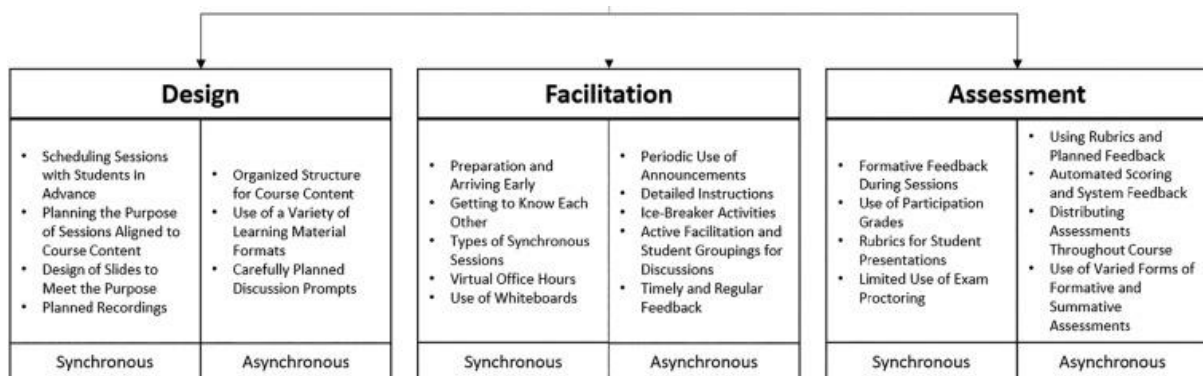 Design
Scheduling Sessions
with Students in
Advance
Planning the Purpose
of Sessions Aligned to
Course Content
Design of Slides to
Meet the Purpose
Planned Recordings
Organized Structure
for Course Content
Use of a Variety of
Learning Material
Formats
Carefully Planned
Discussion Prompts
Synchronous
Asynchronous
Facilitation
Preparation and
Arriving Early
Getting to Know Each
Other
Types of Synchronous
Sessions
Virtual Office Hours
Use of Whiteboards
Periodic Use of
Announcements
Detailed Instructions
Ice-Breaker Activities
Active Facilitation and
Student Groupings for
Discussions
Timely and Regular
Feedback
Synchronous
Asynchronous
Assessment
Formative Feedback
During Sessions
Use of Participation
Grades
Rubrics for Student
Presentations
Limited Use of Exam
Proctoring
Using Rubrics and
Planned Feedback
Automated Scoring
and System Feedback
Distributing
Assessments
Throughout Course
Use of Varied Forms of
Formative and
Summative
Assessments
Synchronous
Asynchronous